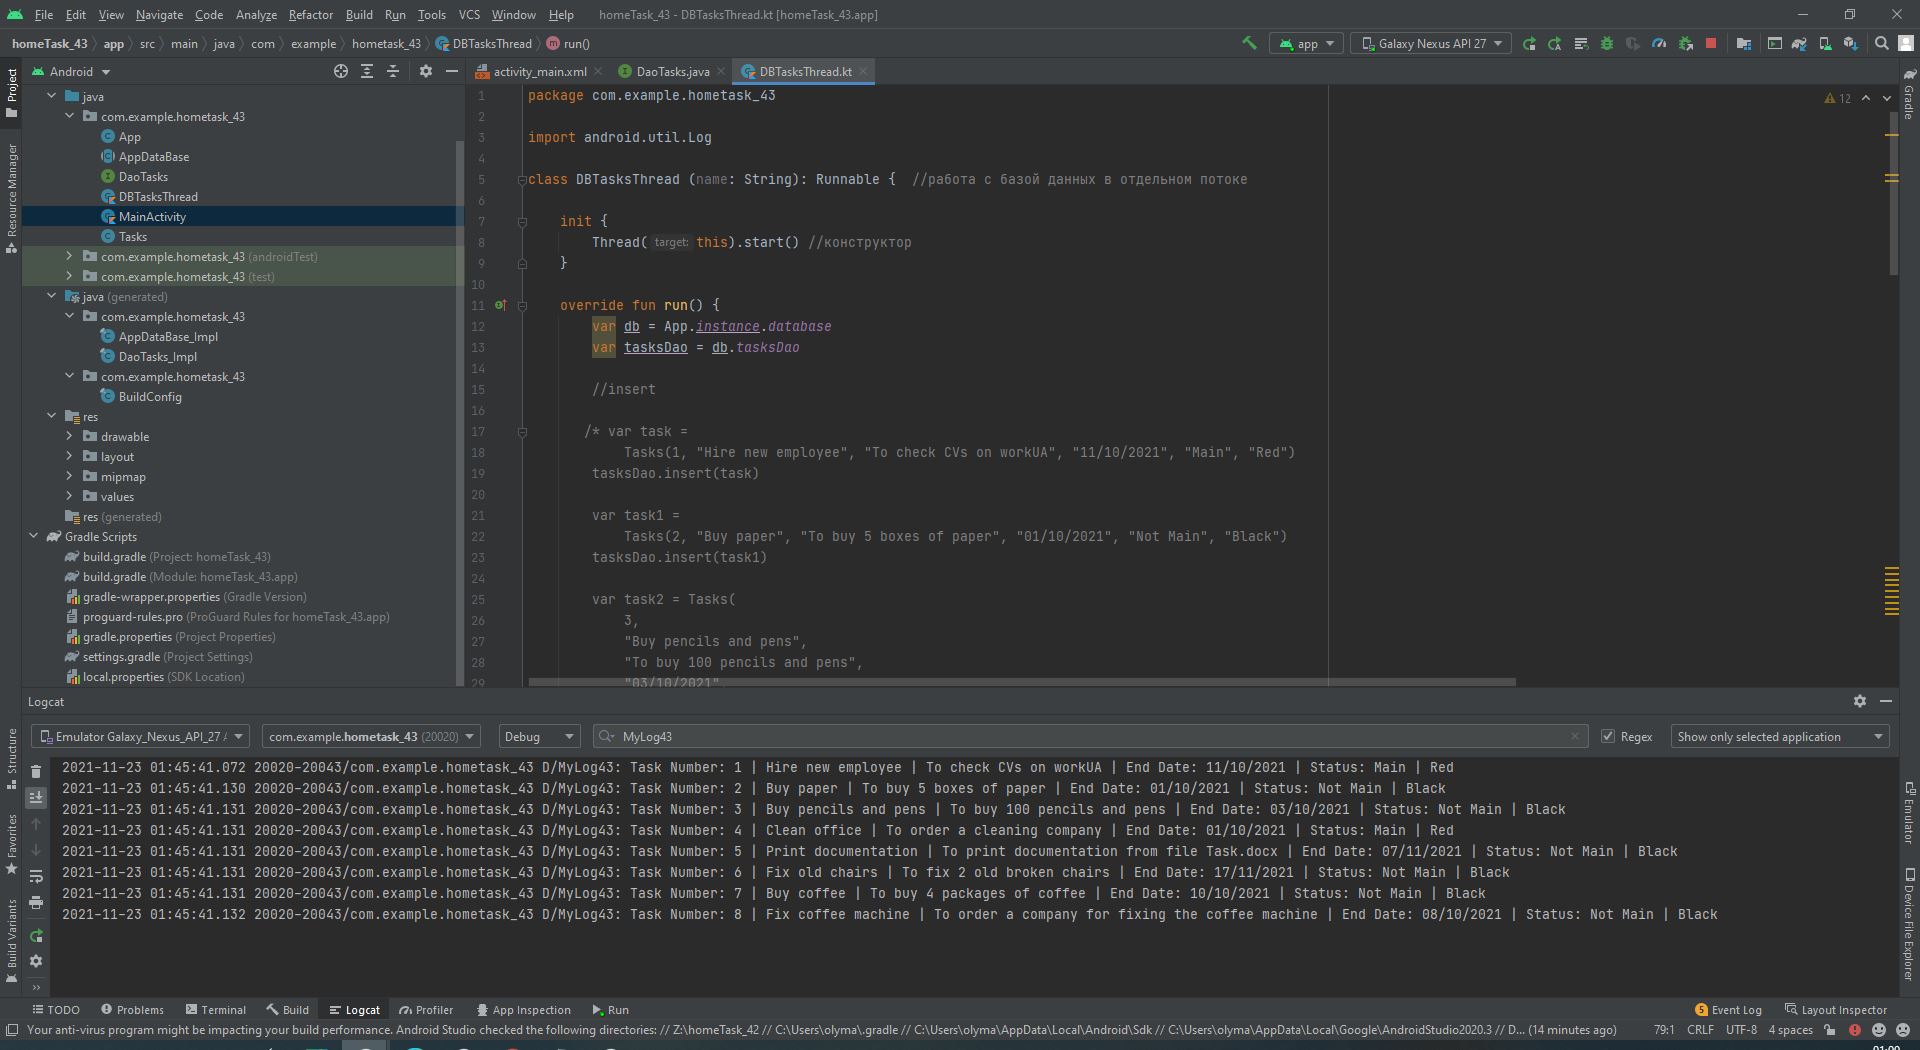 File Edit View Navigate Code Analyze Refactor Build Run Tools VCS Window Help homeTask_43 - DBTasksThread.kt [homeTask_43.app]
homeTask_43 app src main java com example hometask_43 DBTasksThread run() app Galaxy Nexus API 27
Android activity_main.xml DaoTasks.java DBTasksThread.kt
Project
Resource Manager
Structure
Favorites
Build Variants
Gradle
Emulator
Device File Explorer
java
com.example.hometask_43
App
AppDataBase
DaoTasks
DBTasksThread
MainActivity
Tasks
com.example.hometask_43 (androidTest)
com.example.hometask_43 (test)
java (generated)
com.example.hometask_43
AppDataBase_Impl
DaoTasks_Impl
com.example.hometask_43
BuildConfig
res
drawable
layout
mipmap
values
res (generated)
Gradle Scripts
build.gradle (Project: homeTask_43)
build.gradle (Module: homeTask_43.app)
gradle-wrapper.properties (Gradle Version)
proguard-rules.pro (ProGuard Rules for homeTask_43.app)
gradle.properties (Project Properties)
settings.gradle (Project Settings)
local.properties (SDK Location)
12
1 package com.example.hometask_43
2
3 import android.util.Log
4
5 class DBTasksThread (name: String): Runnable { //работа с базой данных в отдельном потоке
6
7 init {
8 Thread( target: this).start() //конструктор
9 }
10
11 override fun run() {
12 var db = App.instance.database
13 var tasksDao = db.tasksDao
14
15 //insert
16
17 /* var task =
18 Tasks(1, "Hire new employee", "To check CVs on workUA", "11/10/2021", "Main", "Red")
19 tasksDao.insert(task)
20
21 var task1 =
22 Tasks(2, "Buy paper", "To buy 5 boxes of paper", "01/10/2021", "Not Main", "Black")
23 tasksDao.insert(task1)
24
25 var task2 = Tasks(
26 3,
27 "Buy pencils and pens",
28 "To buy 100 pencils and pens",
29 "03/10/2021",
Logcat
Emulator Galaxy_Nexus_API_27 com.example.hometask_43 (20020) Debug MyLog43 Regex Show only selected application
2021-11-23 01:45:41.072 20020-20043/com.example.hometask_43 D/MyLog43: Task Number: 1 | Hire new employee | To check CVs on workUA | End Date: 11/10/2021 | Status: Main | Red
2021-11-23 01:45:41.130 20020-20043/com.example.hometask_43 D/MyLog43: Task Number: 2 | Buy paper | To buy 5 boxes of paper | End Date: 01/10/2021 | Status: Not Main | Black
2021-11-23 01:45:41.131 20020-20043/com.example.hometask_43 D/MyLog43: Task Number: 3 | Buy pencils and pens | To buy 100 pencils and pens | End Date: 03/10/2021 | Status: Not Main | Black
2021-11-23 01:45:41.131 20020-20043/com.example.hometask_43 D/MyLog43: Task Number: 4 | Clean office | To order a cleaning company | End Date: 01/10/2021 | Status: Main | Red
2021-11-23 01:45:41.131 20020-20043/com.example.hometask_43 D/MyLog43: Task Number: 5 | Print documentation | To print documentation from file Task.docx | End Date: 07/11/2021 | Status: Not Main | Black
2021-11-23 01:45:41.131 20020-20043/com.example.hometask_43 D/MyLog43: Task Number: 6 | Fix old chairs | To fix 2 old broken chairs | End Date: 17/11/2021 | Status: Not Main | Black
2021-11-23 01:45:41.131 20020-20043/com.example.hometask_43 D/MyLog43: Task Number: 7 | Buy coffee | To buy 4 packages of coffee | End Date: 10/10/2021 | Status: Not Main | Black
2021-11-23 01:45:41.132 20020-20043/com.example.hometask_43 D/MyLog43: Task Number: 8 | Fix coffee machine | To order a company for fixing the coffee machine | End Date: 08/10/2021 | Status: Not Main | Black
TODO Problems Terminal Build Logcat Profiler App Inspection Run 5 Event Log Layout Inspector
Your anti-virus program might be impacting your build performance. Android Studio checked the following directories: // Z:\homeTask_42 // C:\Users\olyma\.gradle // C:\Users\olyma\AppData\Local\Android\Sdk // C:\Users\olyma\AppData\Local\Google\AndroidStudio2020.3 // D... (14 minutes ago) 79:1 CRLF UTF-8 4 spaces